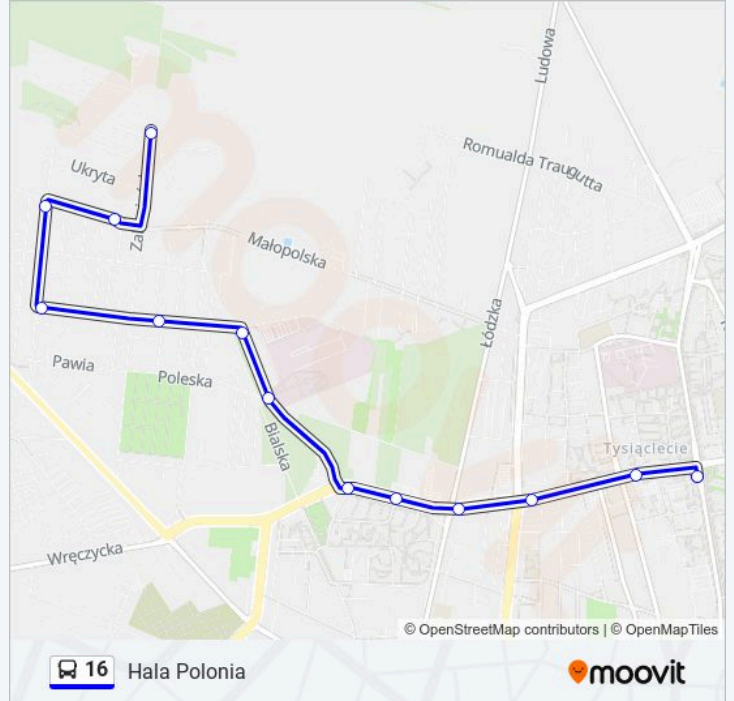 Ludowa
Romualda Traugutta
Ukryta
Małopolska
Łódzka
Pawia
Poleska
Bialska
Tysiąclecie
Wręczycka
© OpenStreetMap contributors | © OpenMapTiles
16 Hala Polonia
moovit